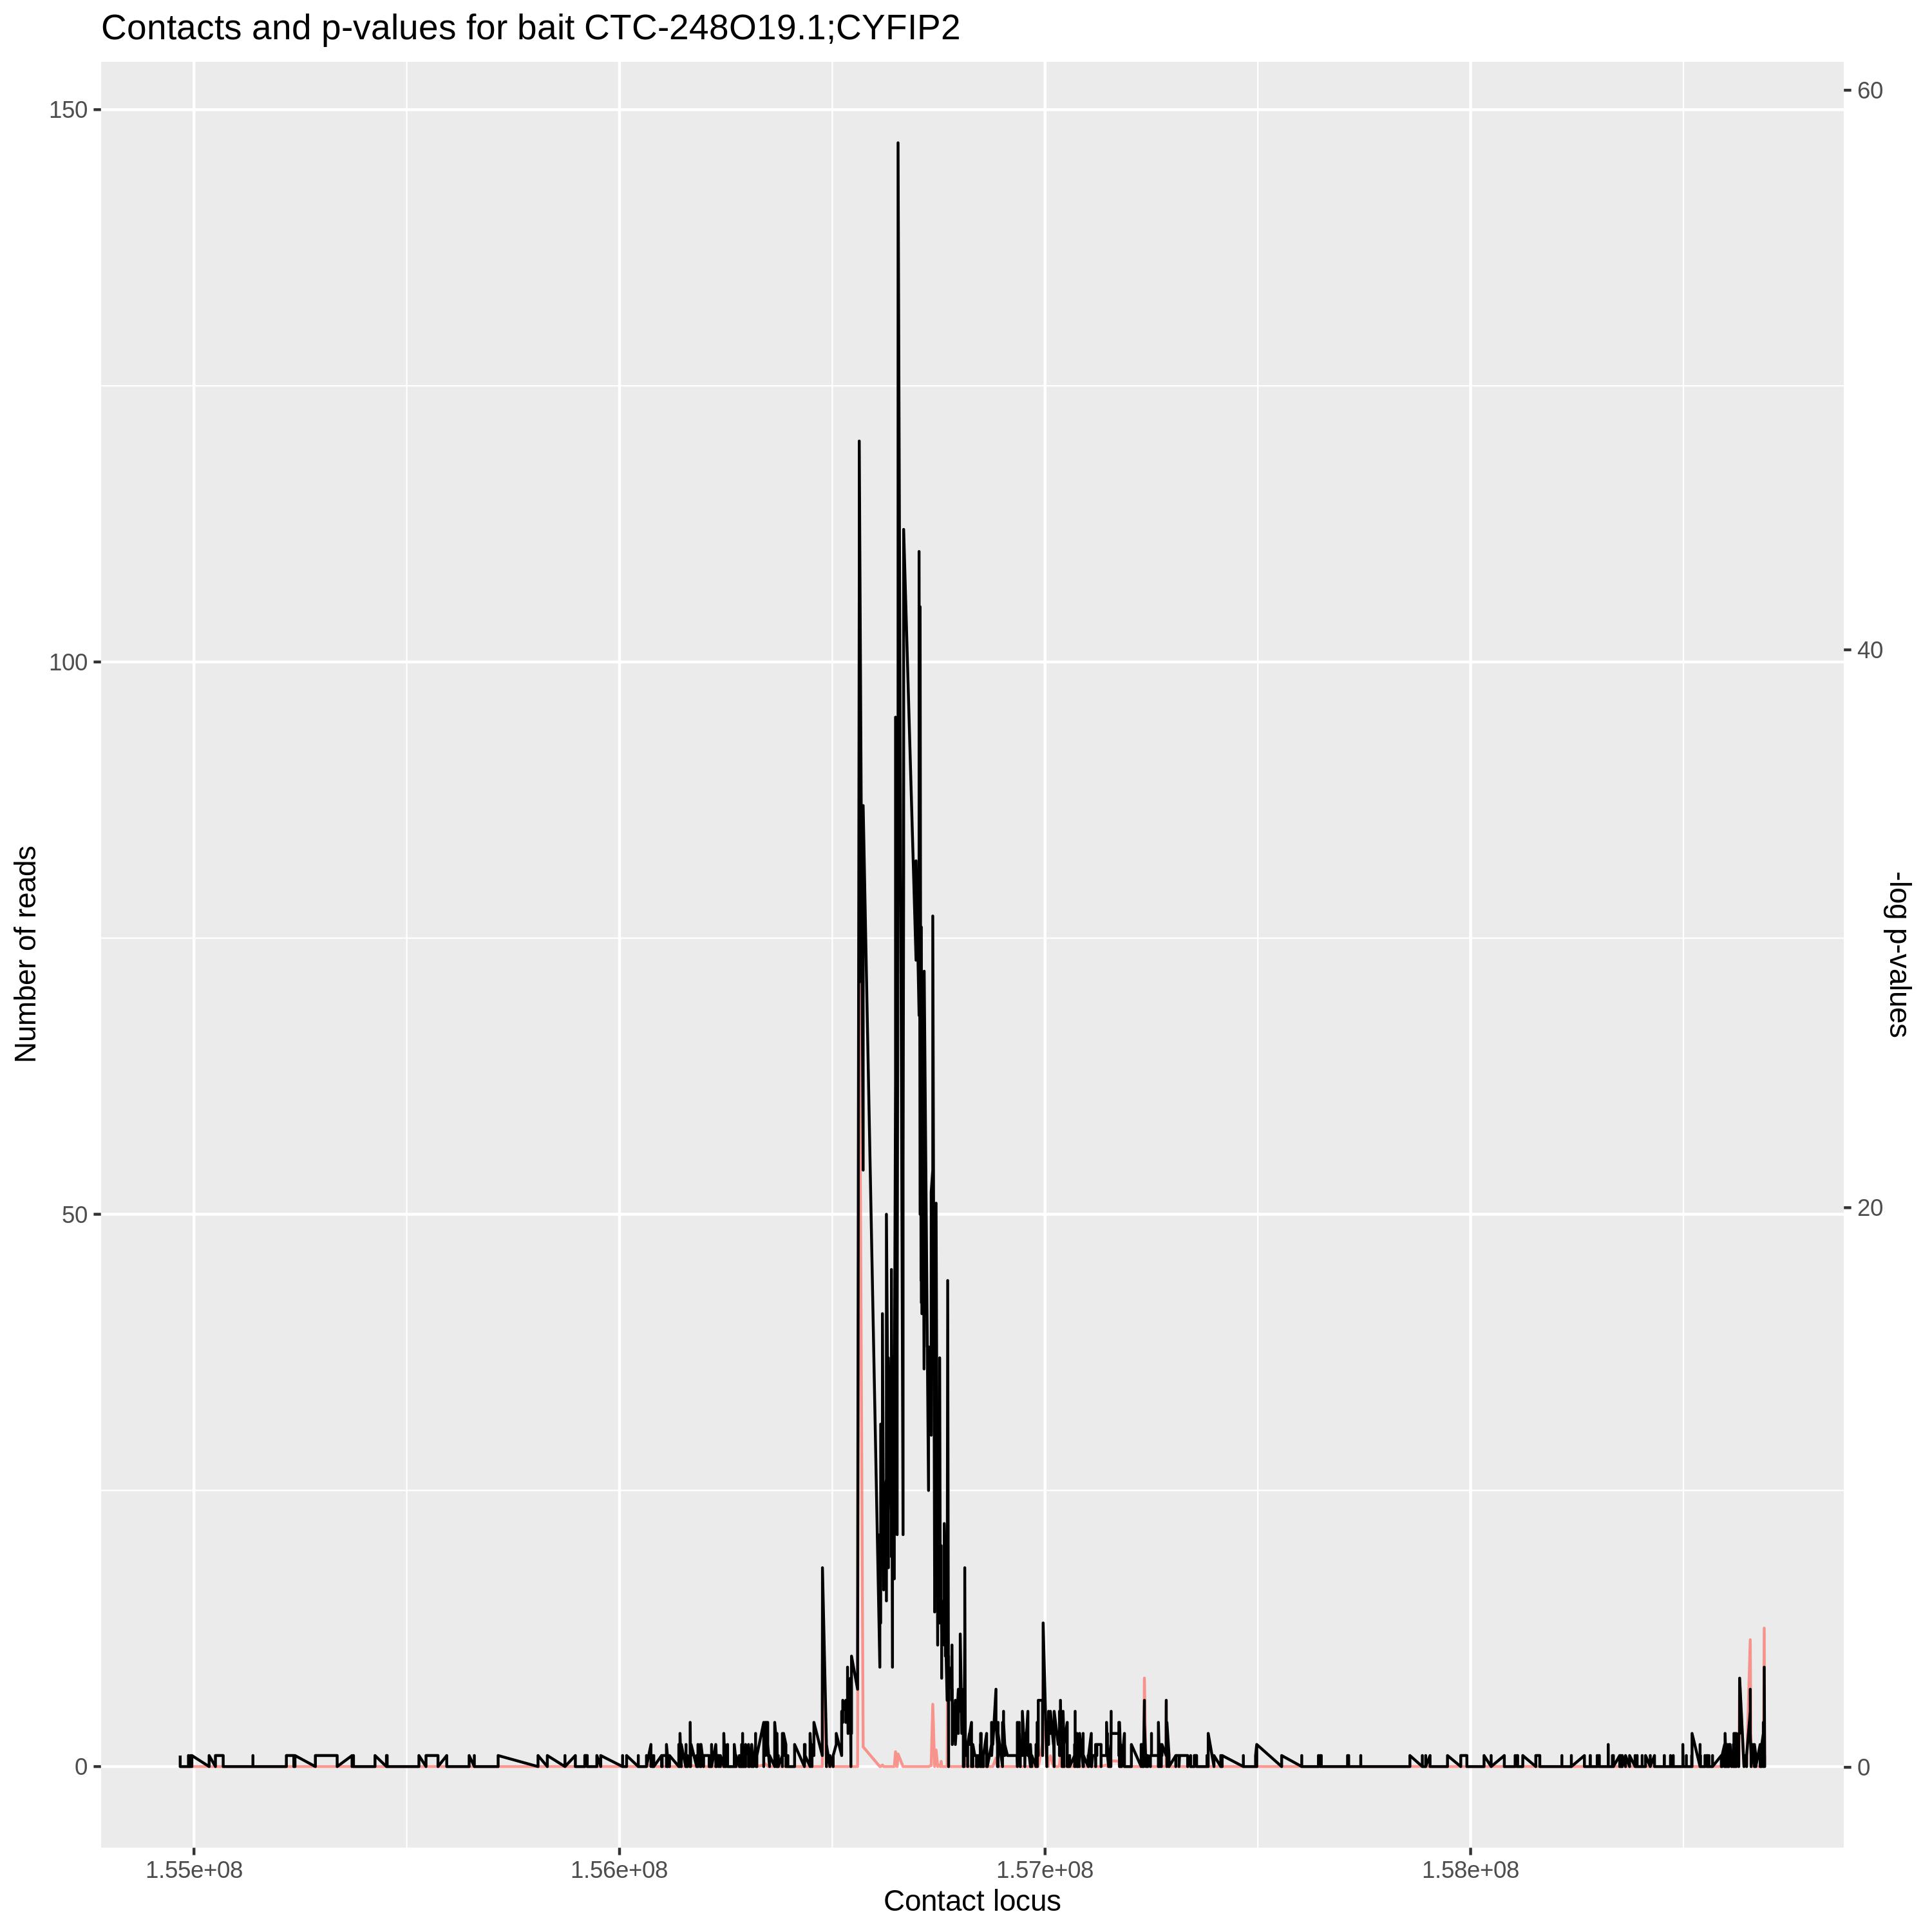 Contacts and p-values for bait CTC-248O19.1;CYFIP2
150
100
50
0
Number of reads
60
40
20
0
-log p-values
1.55e+08 1.56e+08 1.57e+08 1.58e+08
Contact locus